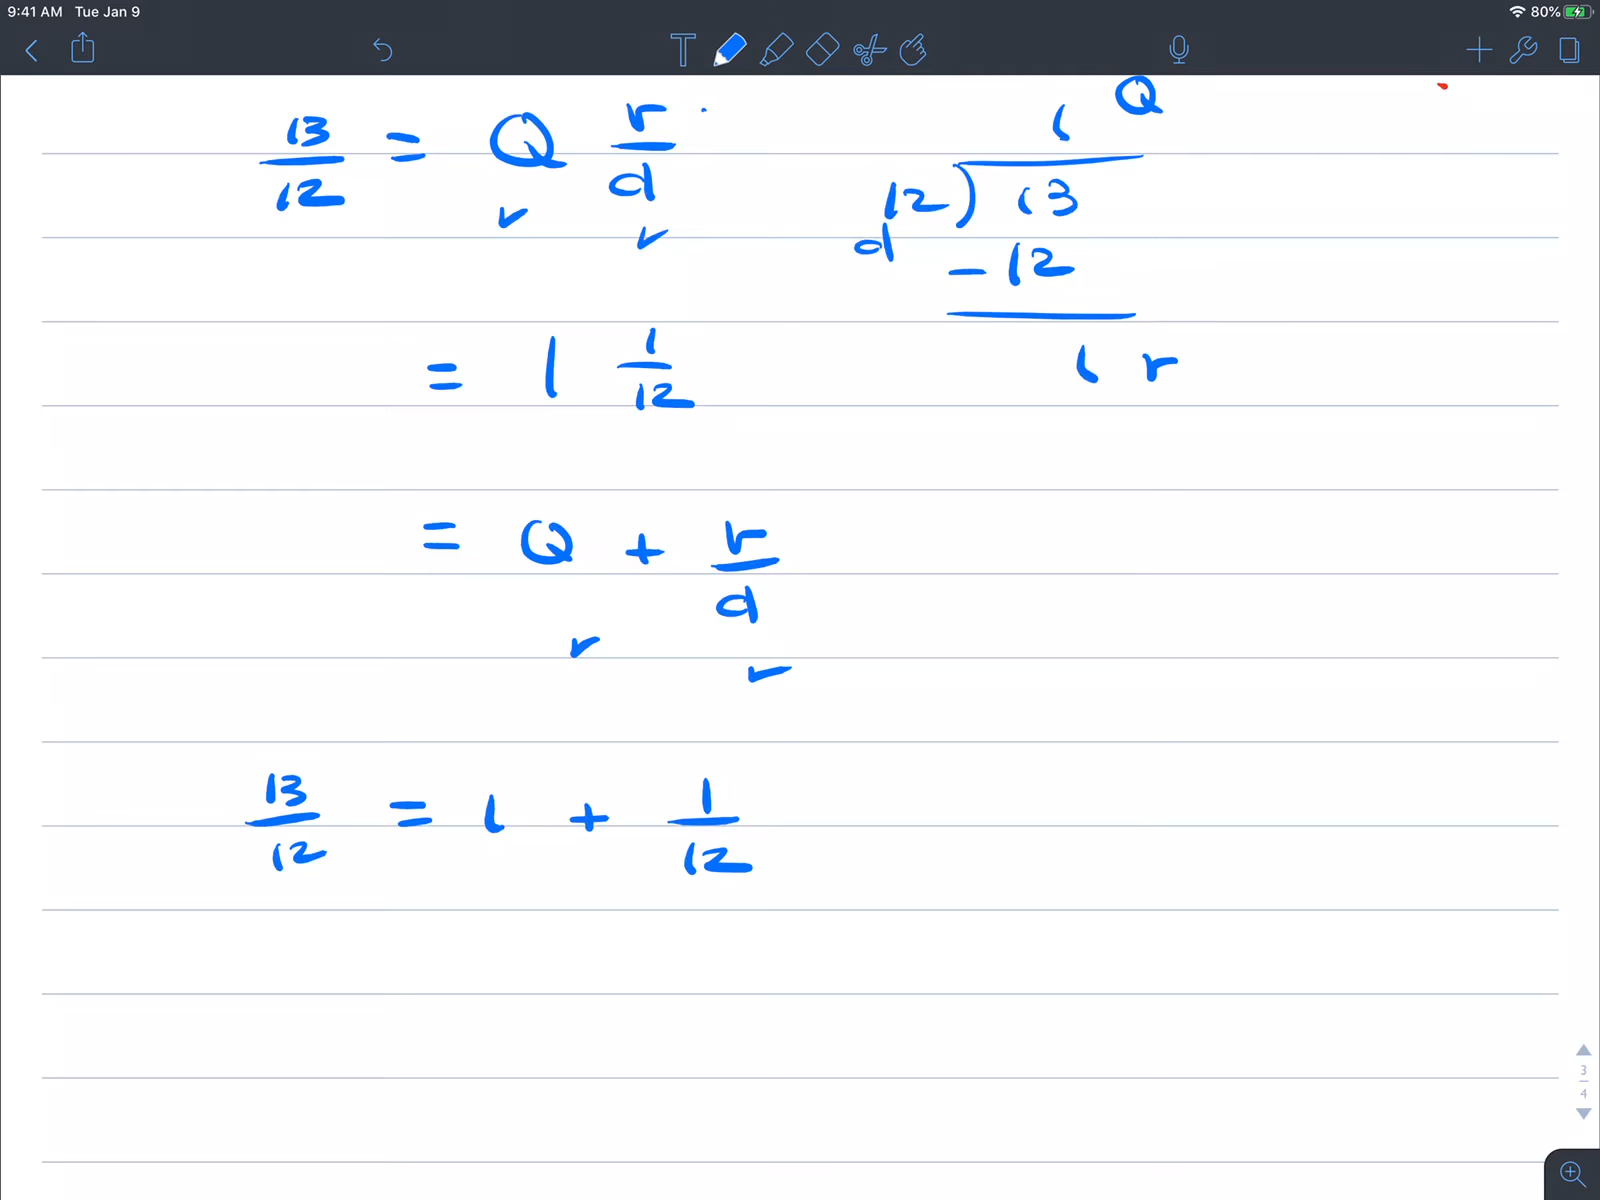 9:41 AM Tue Jan 9 80%
T
13/12 = Q r/d
= 1 1/12
= Q + r/d
13/12 = 1 + 1/12
1 Q
12 ) 13
d
- 12
1 r
3
4